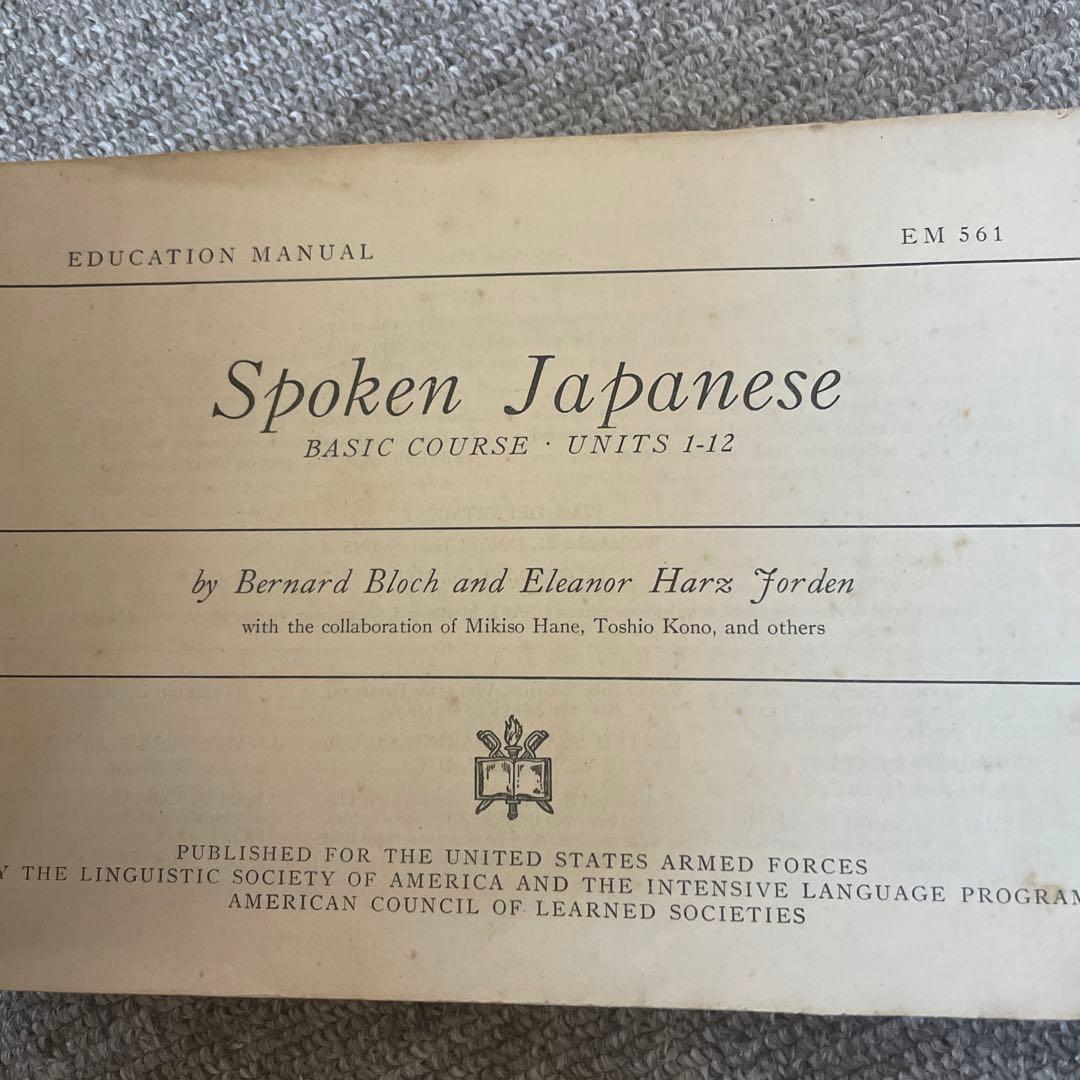 EDUCATION MANUAL
EM 561
Spoken Japanese
BASIC COURSE · UNITS 1-12
by Bernard Bloch and Eleanor Harz Jorden
with the collaboration of Mikiso Hane, Toshio Kono, and others
PUBLISHED FOR THE UNITED STATES ARMED FORCES
Y THE LINGUISTIC SOCIETY OF AMERICA AND THE INTENSIVE LANGUAGE PROGRAM
AMERICAN COUNCIL OF LEARNED SOCIETIES